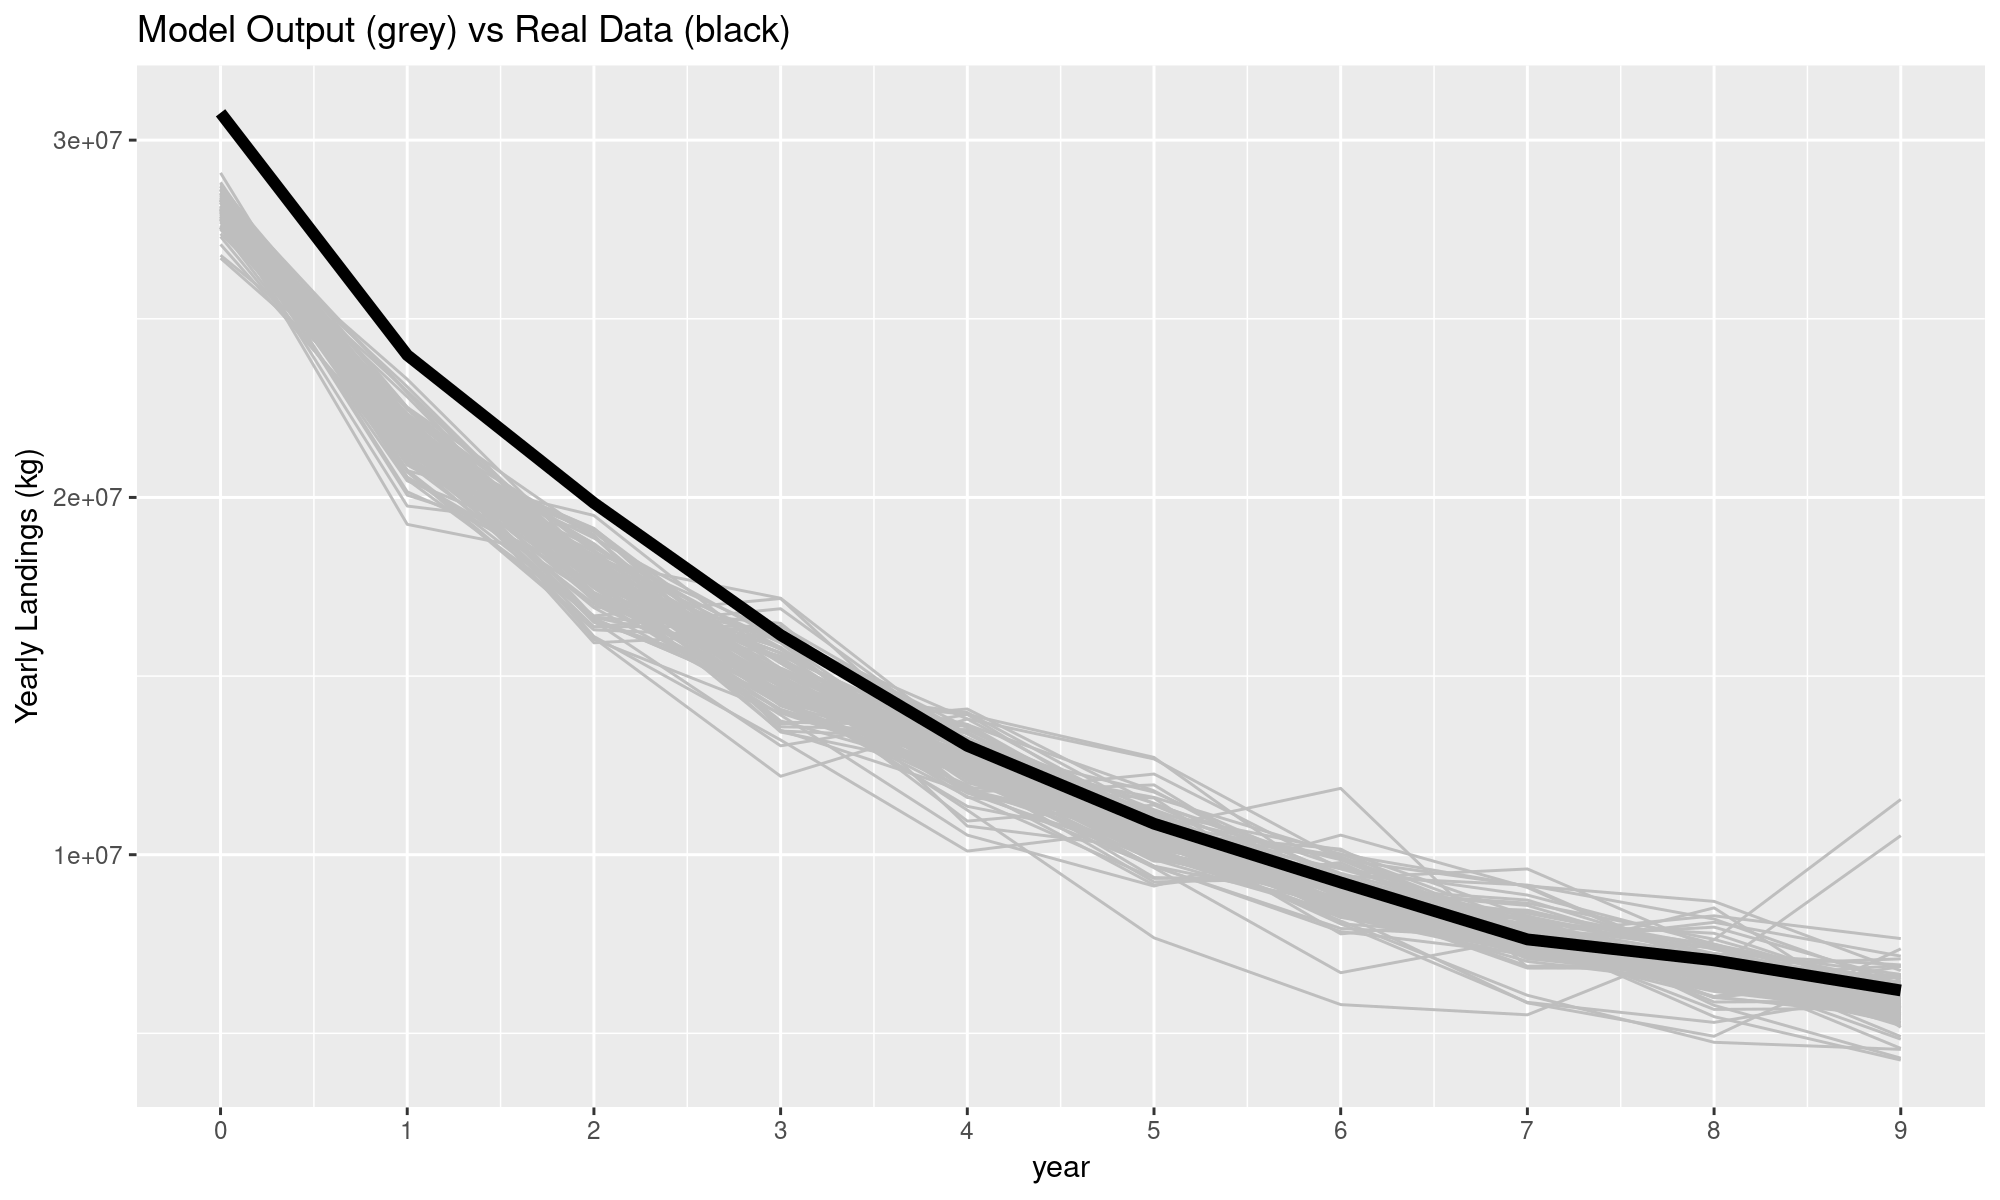 Model Output (grey) vs Real Data (black)
Yearly Landings (kg)
3e+07
2e+07
1e+07
0 1 2 3 4 5 6 7 8 9
year